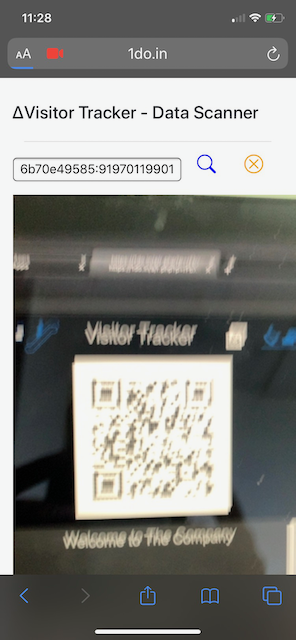 11:28
AA 1do.in
ΔVisitor Tracker - Data Scanner
6b70e49585:91970119901
Visitor Tracker
Welcome to The Company